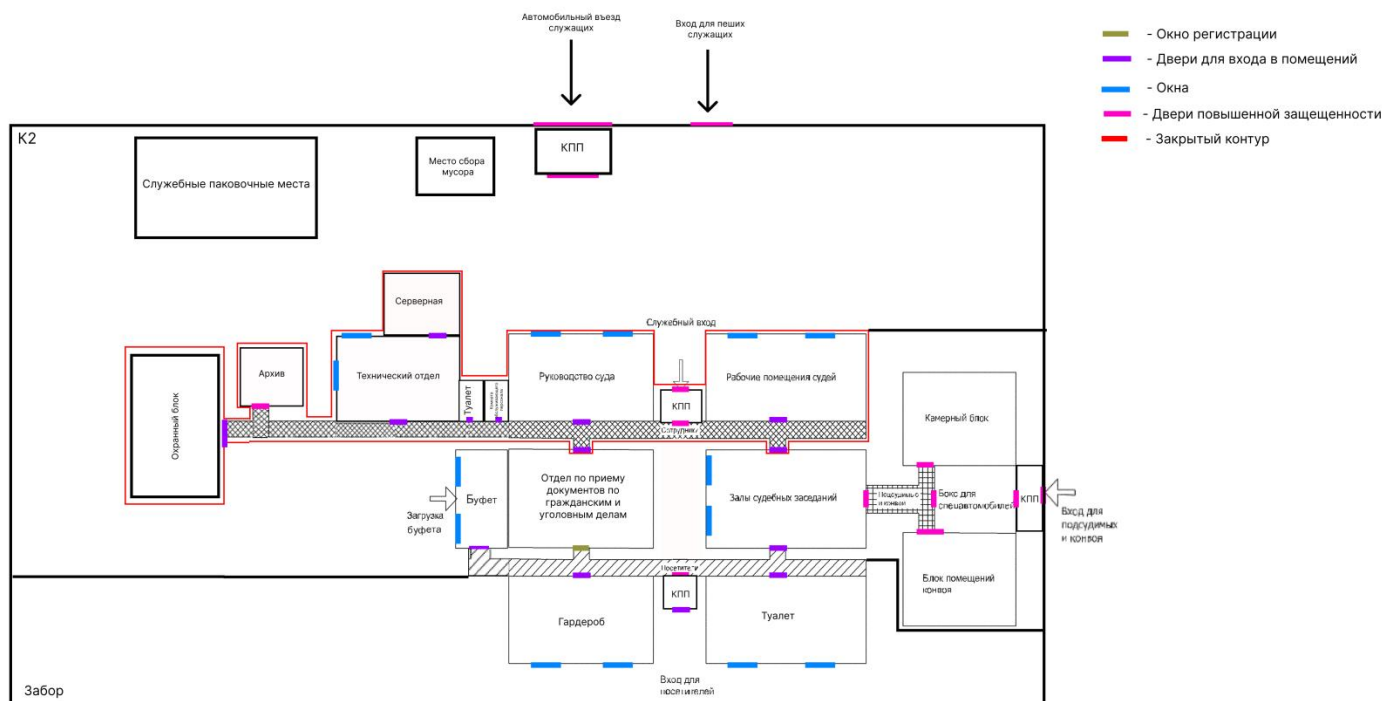 Автомобильный въезд
служащих
Вход для пеших
служащих
- Окно регистрации
- Двери для входа в помещений
- Окна
- Двери повышенной защещенности
- Закрытый контур
К2
Служебные паковочные места
Место сбора
мусора
КПП
Серверная
Служебный вход
Охранный блок
Архив
Технический отдел
Туалет
Руководство суда
КПП
Рабочие помещения судей
Сотрудники
Камерный блок
Буфет
Загрузка
буфета
Отдел по приему
документов по
гражданским и
уголовным делам
Залы судебных заседаний
Подсудимые
и конвой
Бокс для
спецавтомобилей
КПП
Вход для
подсудимых
и конвоя
Посетители
КПП
Блок помещений
конвоя
Гардероб
Туалет
Вход для
посетителей
Забор